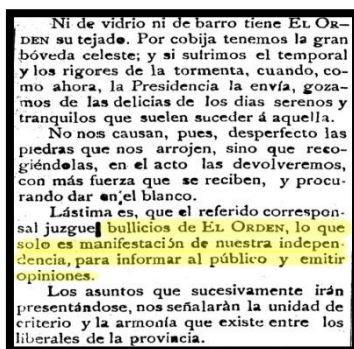 Ni de vidrio ni de barro tiene EL OR-
DEN su tejado. Por cobija tenemos la gran
bóveda celeste; y si sufrimos el temporal
y los rigores de la tormenta, cuando, co-
mo ahora, la Presidencia la envía, goza-
mos de las delicias de los dias serenos y
tranquilos que suelen suceder á aquella.
No nos causan, pues, desperfecto las
piedras que nos arrojen, sino que reco-
giéndolas, en el acto las devolveremos,
con más fuerza que se reciben, y procu-
rando dar en el blanco.
Lástima es, que el referido correspon-
sal juzgue bullicios de EL ORDEN, lo que
solo es manifestación de nuestra indepen-
dencia, para informar al público y emitir
opiniones.
Los asuntos que sucesivamente irán
presentándose, nos señalaràn la unidad de
criterio y la armonía que existe entre los
liberales de la provincia.